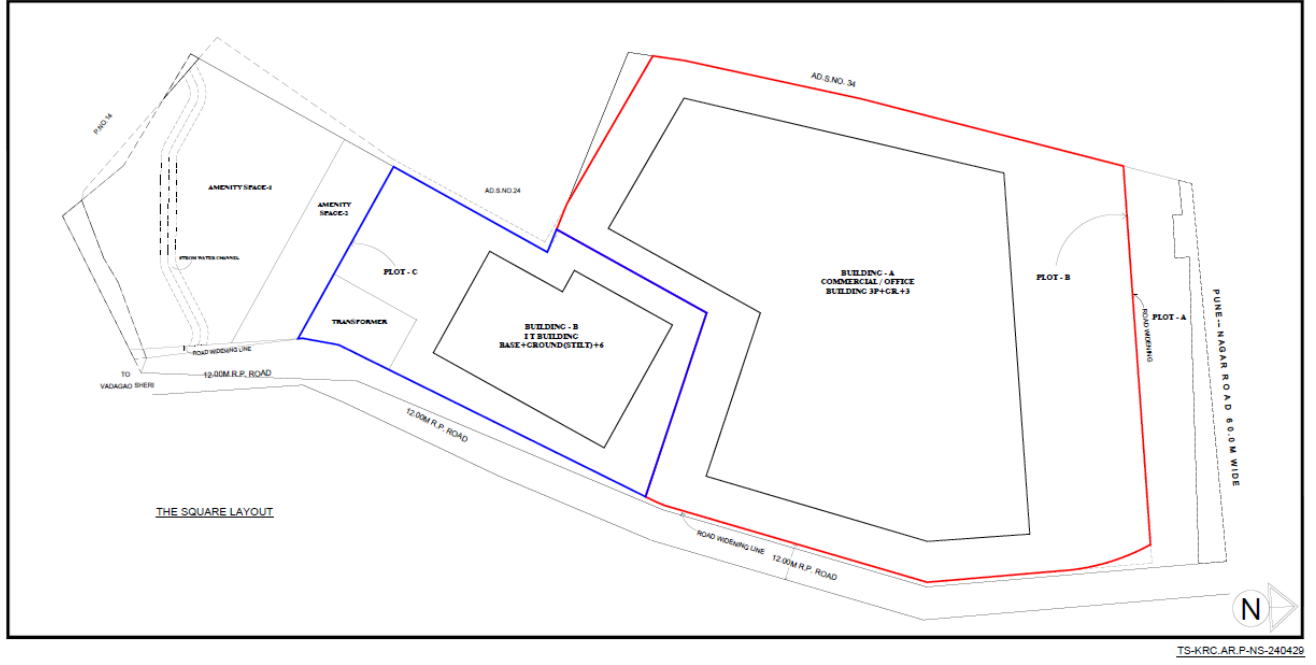 AD.S.NO. 34
P.NO.14
AMENITY SPACE-1
AMENITY
SPACE-2
AD.S.NO.24
STROM WATER CHANNEL
PLOT - C
TRANSFORMER
BUILDING - B
I T BUILDING
BASE+GROUND(STILT)+6
BUILDING - A
COMMERCIAL / OFFICE
BUILDING 3P+GR.+3
PLOT - B
ROAD WIDENING
PLOT - A
PUNE--- NAGAR ROAD 60.0 M WIDE
ROAD WIDENING LINE
TO
VADAGAO SHERI
12.00M R.P. ROAD
12.00M R.P. ROAD
THE SQUARE LAYOUT
ROAD WIDENING LINE
12.00M R.P. ROAD
N
TS-KRC.AR.P-NS-240429